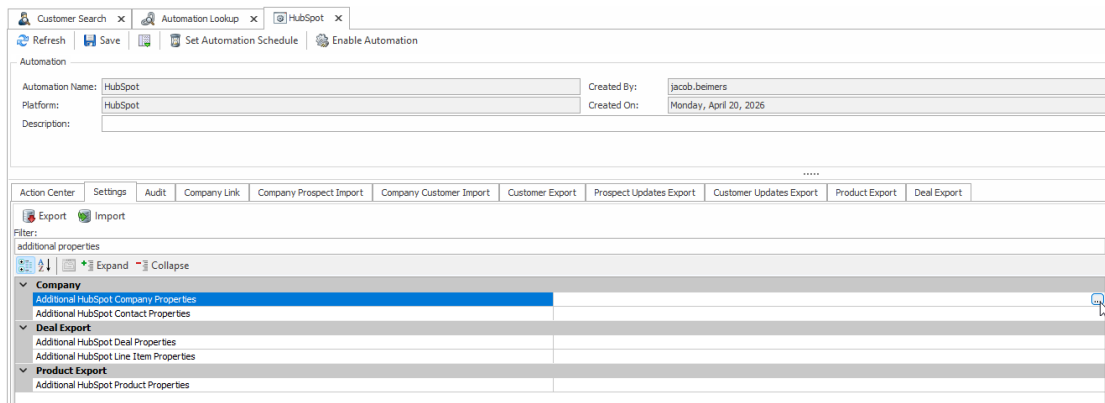 Customer Search x Automation Lookup x HubSpot x
Refresh Save Set Automation Schedule Enable Automation
Automation
Automation Name: HubSpot Created By: jacob.beimers
Platform: HubSpot Created On: Monday, April 20, 2026
Description:
Action Center Settings Audit Company Link Company Prospect Import Company Customer Import Customer Export Prospect Updates Export Customer Updates Export Product Export Deal Export
Export Import
Filter:
additional properties
Expand Collapse
Company
Additional HubSpot Company Properties ...
Additional HubSpot Contact Properties
Deal Export
Additional HubSpot Deal Properties
Additional HubSpot Line Item Properties
Product Export
Additional HubSpot Product Properties